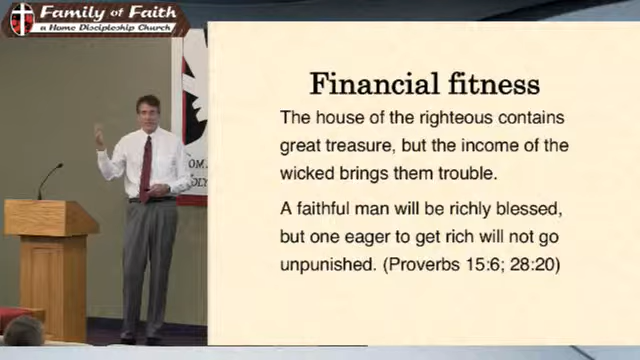 Family of Faith
a Home Discipleship Church
Financial fitness
The house of the righteous contains
great treasure, but the income of the
wicked brings them trouble.
A faithful man will be richly blessed,
but one eager to get rich will not go
unpunished. (Proverbs 15:6; 28:20)